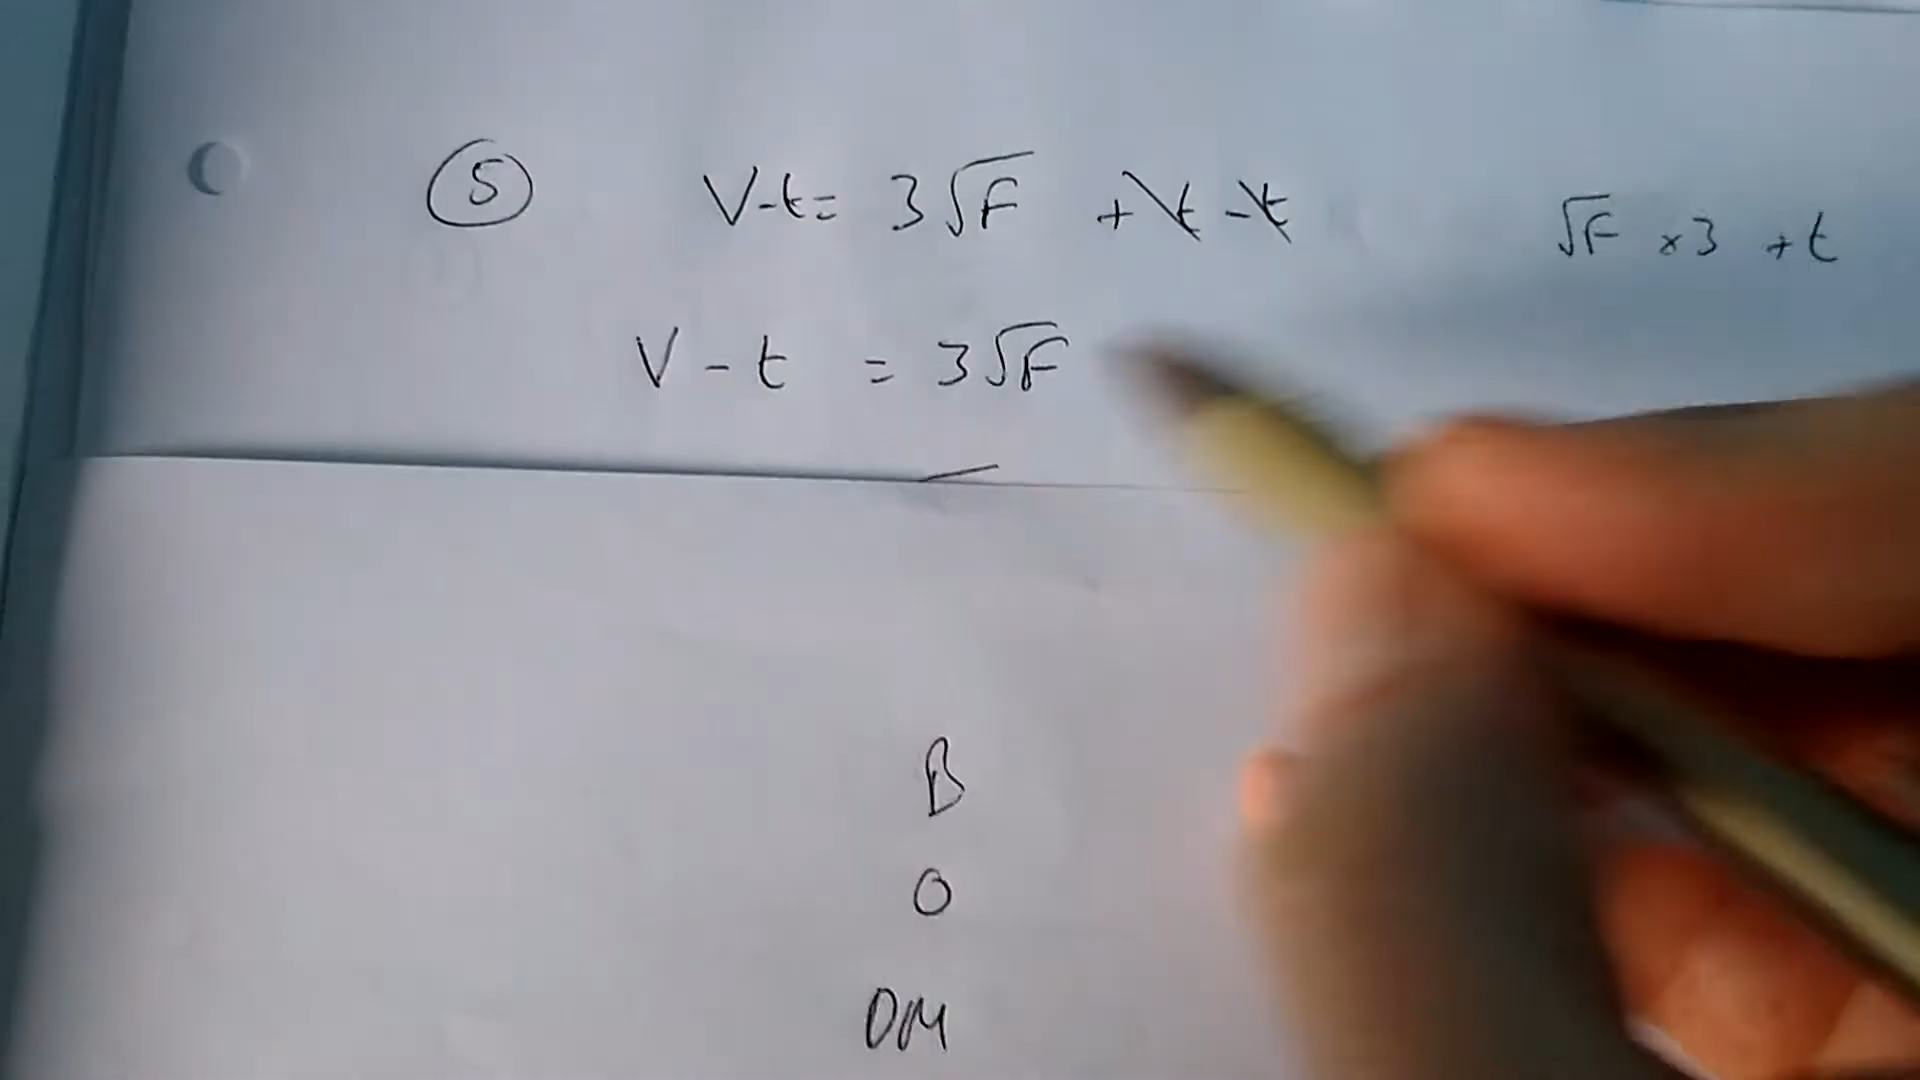 ⑤ V-t= 3√F +t -t
√F ×3 +t
V - t = 3√F
B
O
DM